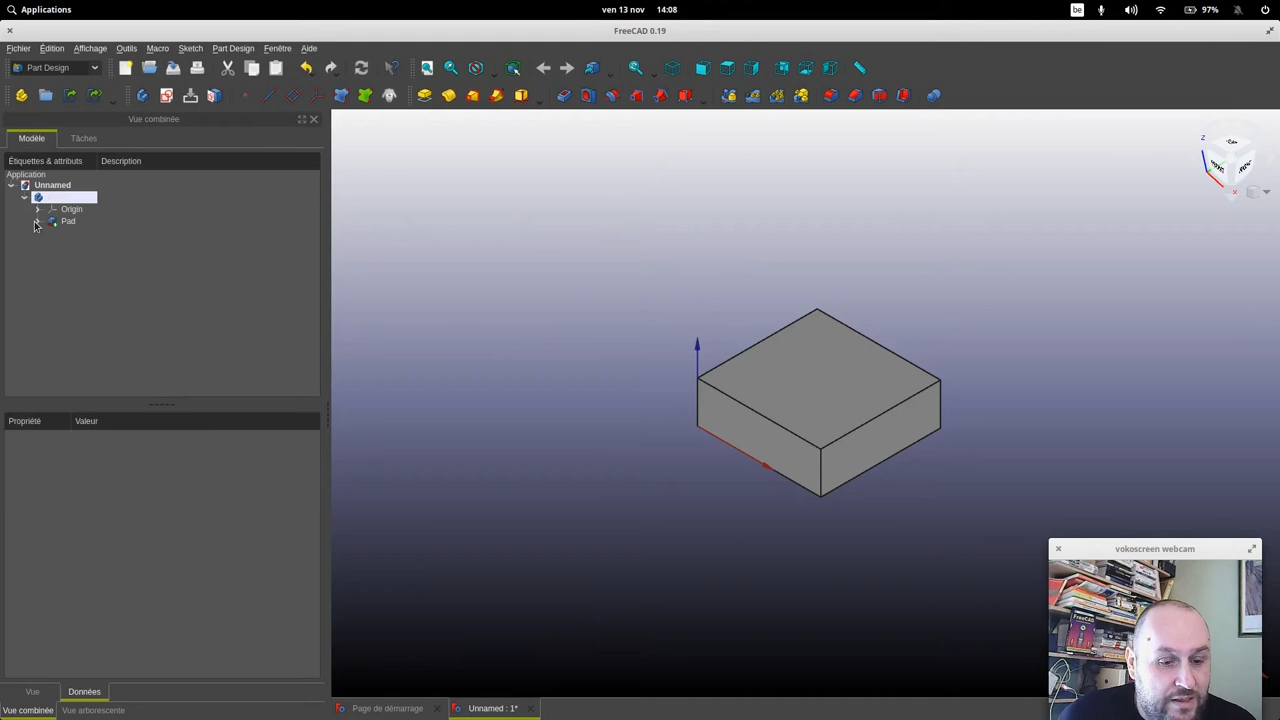 Applications
ven 13 nov 14:08
be
97%
FreeCAD 0.19
Fichier Édition Affichage Outils Macro Sketch Part Design Fenêtre Aide
Part Design
Vue combinée
Modèle Tâches
Étiquettes & attributs Description
Application
Unnamed
Origin
Pad
Z
X
Propriété Valeur
vokoscreen webcam
FreeCAD
Vue Données
Vue combinée Vue arborescente
Page de démarrage
Unnamed : 1*